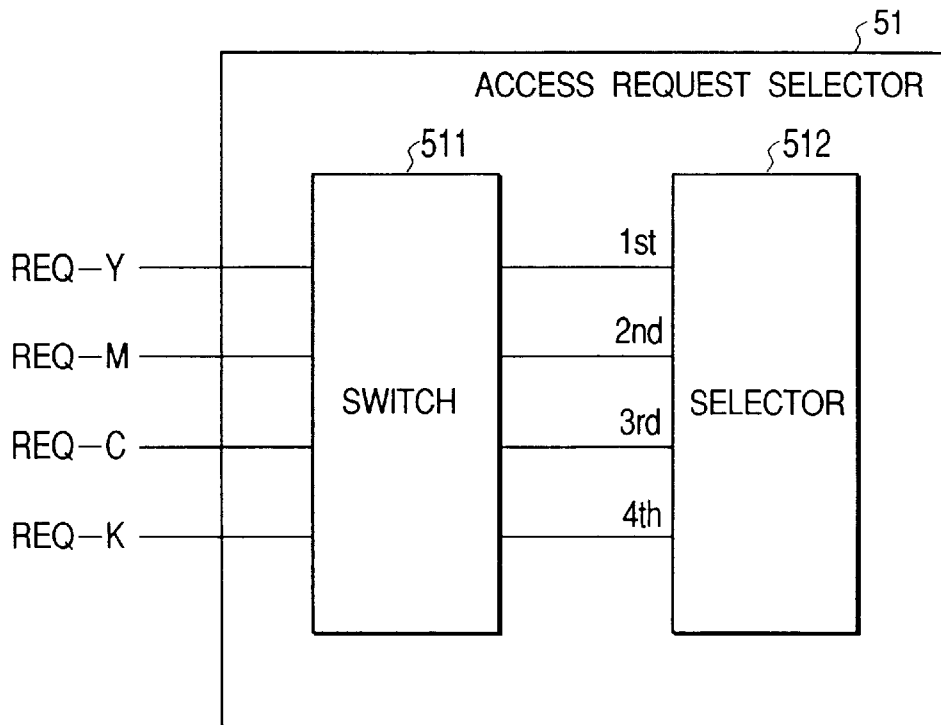 51
ACCESS REQUEST SELECTOR
511
512
REQ-Y
1st
REQ-M
2nd
SWITCH
SELECTOR
REQ-C
3rd
REQ-K
4th